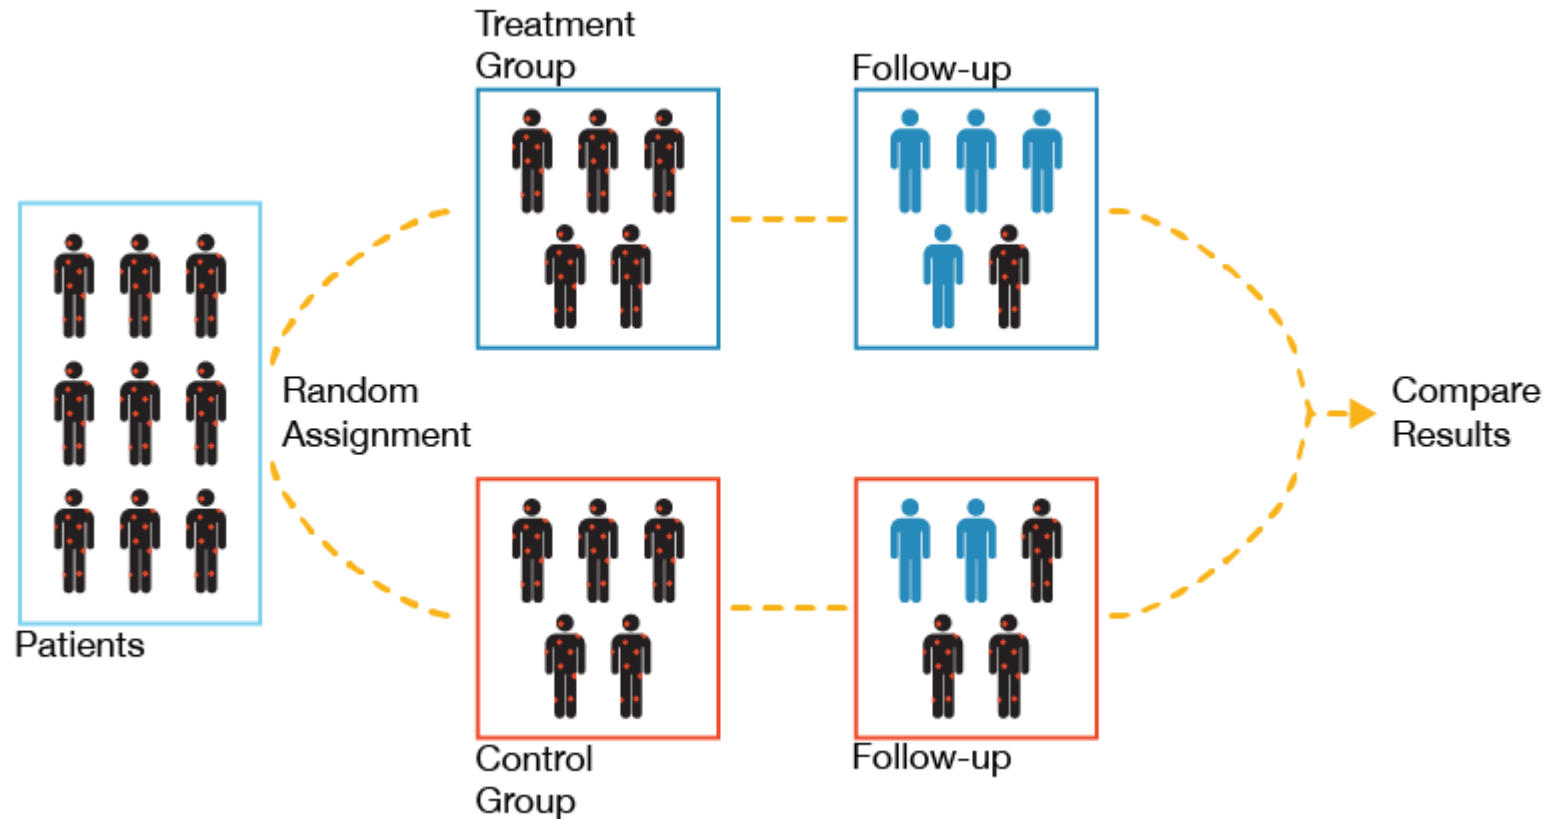 Treatment
Group
Follow-up
Patients
Random
Assignment
Compare
Results
Control
Group
Follow-up